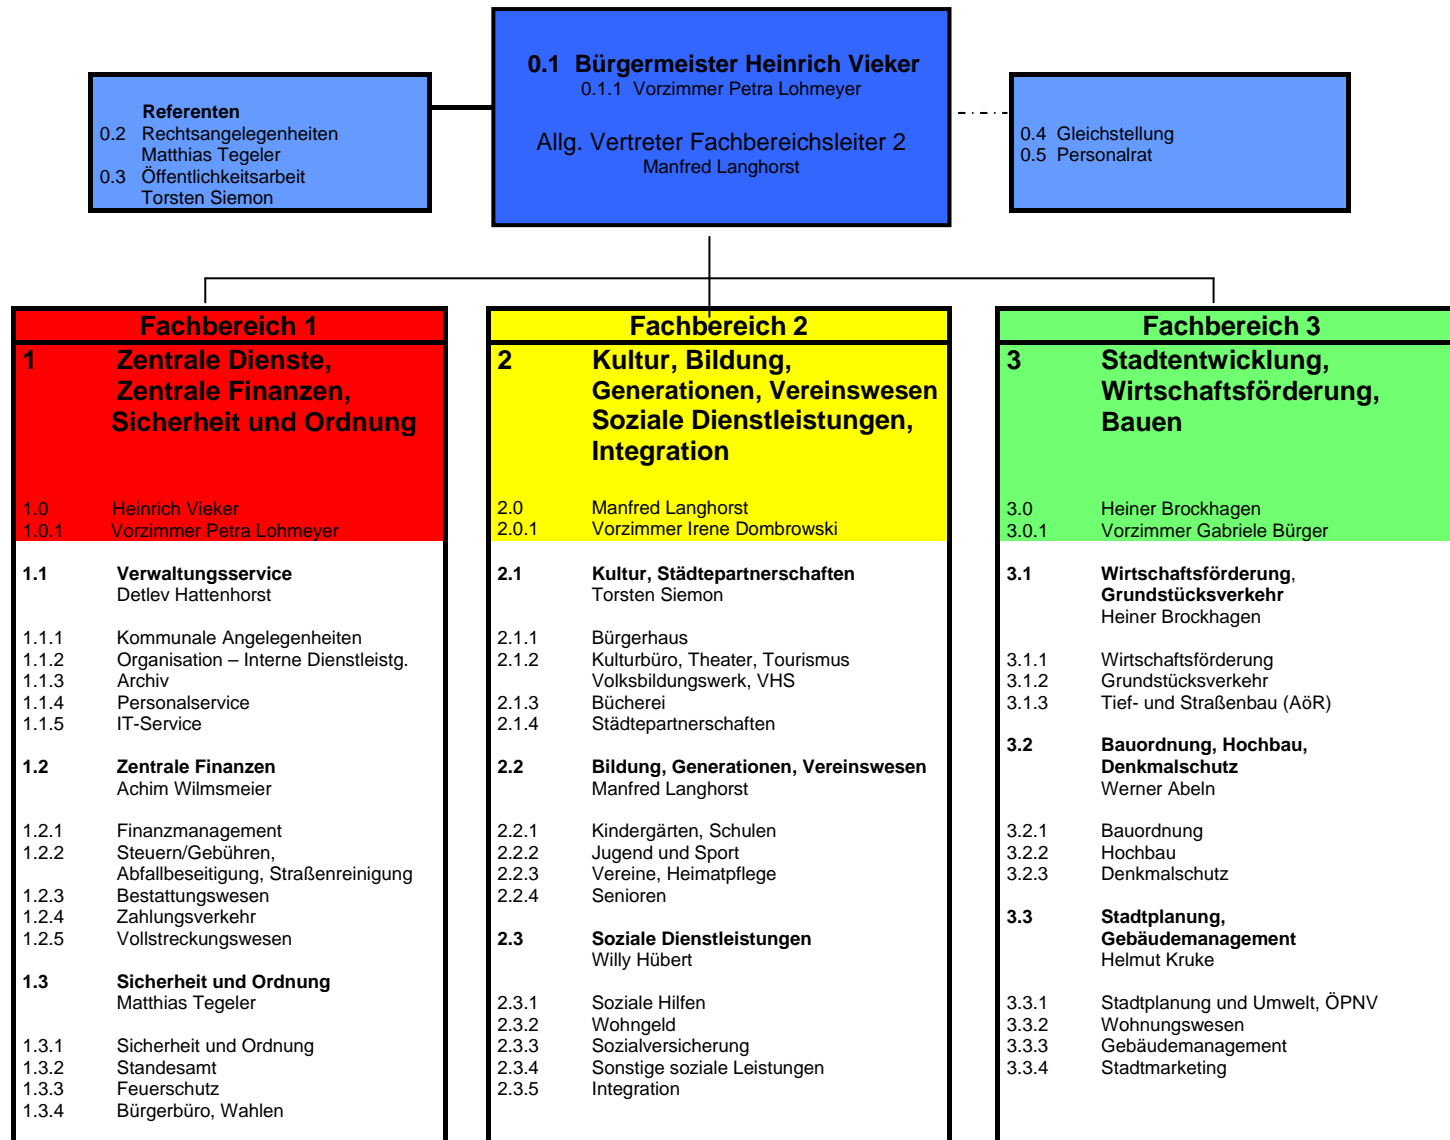 0.1 Bürgermeister Heinrich Vieker
0.1.1 Vorzimmer Petra Lohmeyer
Allg. Vertreter Fachbereichsleiter 2
Manfred Langhorst
Referenten
0.2 Rechtsangelegenheiten
Matthias Tegeler
0.3 Öffentlichkeitsarbeit
Torsten Siemon
0.4 Gleichstellung
0.5 Personalrat
Fachbereich 1
1 Zentrale Dienste,
Zentrale Finanzen,
Sicherheit und Ordnung
1.0 Heinrich Vieker
1.0.1 Vorzimmer Petra Lohmeyer
1.1 Verwaltungsservice
Detlev Hattenhorst
1.1.1 Kommunale Angelegenheiten
1.1.2 Organisation – Interne Dienstleistg.
1.1.3 Archiv
1.1.4 Personalservice
1.1.5 IT-Service
1.2 Zentrale Finanzen
Achim Wilmsmeier
1.2.1 Finanzmanagement
1.2.2 Steuern/Gebühren,
Abfallbeseitigung, Straßenreinigung
1.2.3 Bestattungswesen
1.2.4 Zahlungsverkehr
1.2.5 Vollstreckungswesen
1.3 Sicherheit und Ordnung
Matthias Tegeler
1.3.1 Sicherheit und Ordnung
1.3.2 Standesamt
1.3.3 Feuerschutz
1.3.4 Bürgerbüro, Wahlen
Fachbereich 2
2 Kultur, Bildung,
Generationen, Vereinswesen
Soziale Dienstleistungen,
Integration
2.0 Manfred Langhorst
2.0.1 Vorzimmer Irene Dombrowski
2.1 Kultur, Städtepartnerschaften
Torsten Siemon
2.1.1 Bürgerhaus
2.1.2 Kulturbüro, Theater, Tourismus
Volksbildungswerk, VHS
2.1.3 Bücherei
2.1.4 Städtepartnerschaften
2.2 Bildung, Generationen, Vereinswesen
Manfred Langhorst
2.2.1 Kindergärten, Schulen
2.2.2 Jugend und Sport
2.2.3 Vereine, Heimatpflege
2.2.4 Senioren
2.3 Soziale Dienstleistungen
Willy Hübert
2.3.1 Soziale Hilfen
2.3.2 Wohngeld
2.3.3 Sozialversicherung
2.3.4 Sonstige soziale Leistungen
2.3.5 Integration
Fachbereich 3
3 Stadtentwicklung,
Wirtschaftsförderung,
Bauen
3.0 Heiner Brockhagen
3.0.1 Vorzimmer Gabriele Bürger
3.1 Wirtschaftsförderung,
Grundstücksverkehr
Heiner Brockhagen
3.1.1 Wirtschaftsförderung
3.1.2 Grundstücksverkehr
3.1.3 Tief- und Straßenbau (AöR)
3.2 Bauordnung, Hochbau,
Denkmalschutz
Werner Abeln
3.2.1 Bauordnung
3.2.2 Hochbau
3.2.3 Denkmalschutz
3.3 Stadtplanung,
Gebäudemanagement
Helmut Kruke
3.3.1 Stadtplanung und Umwelt, ÖPNV
3.3.2 Wohnungswesen
3.3.3 Gebäudemanagement
3.3.4 Stadtmarketing